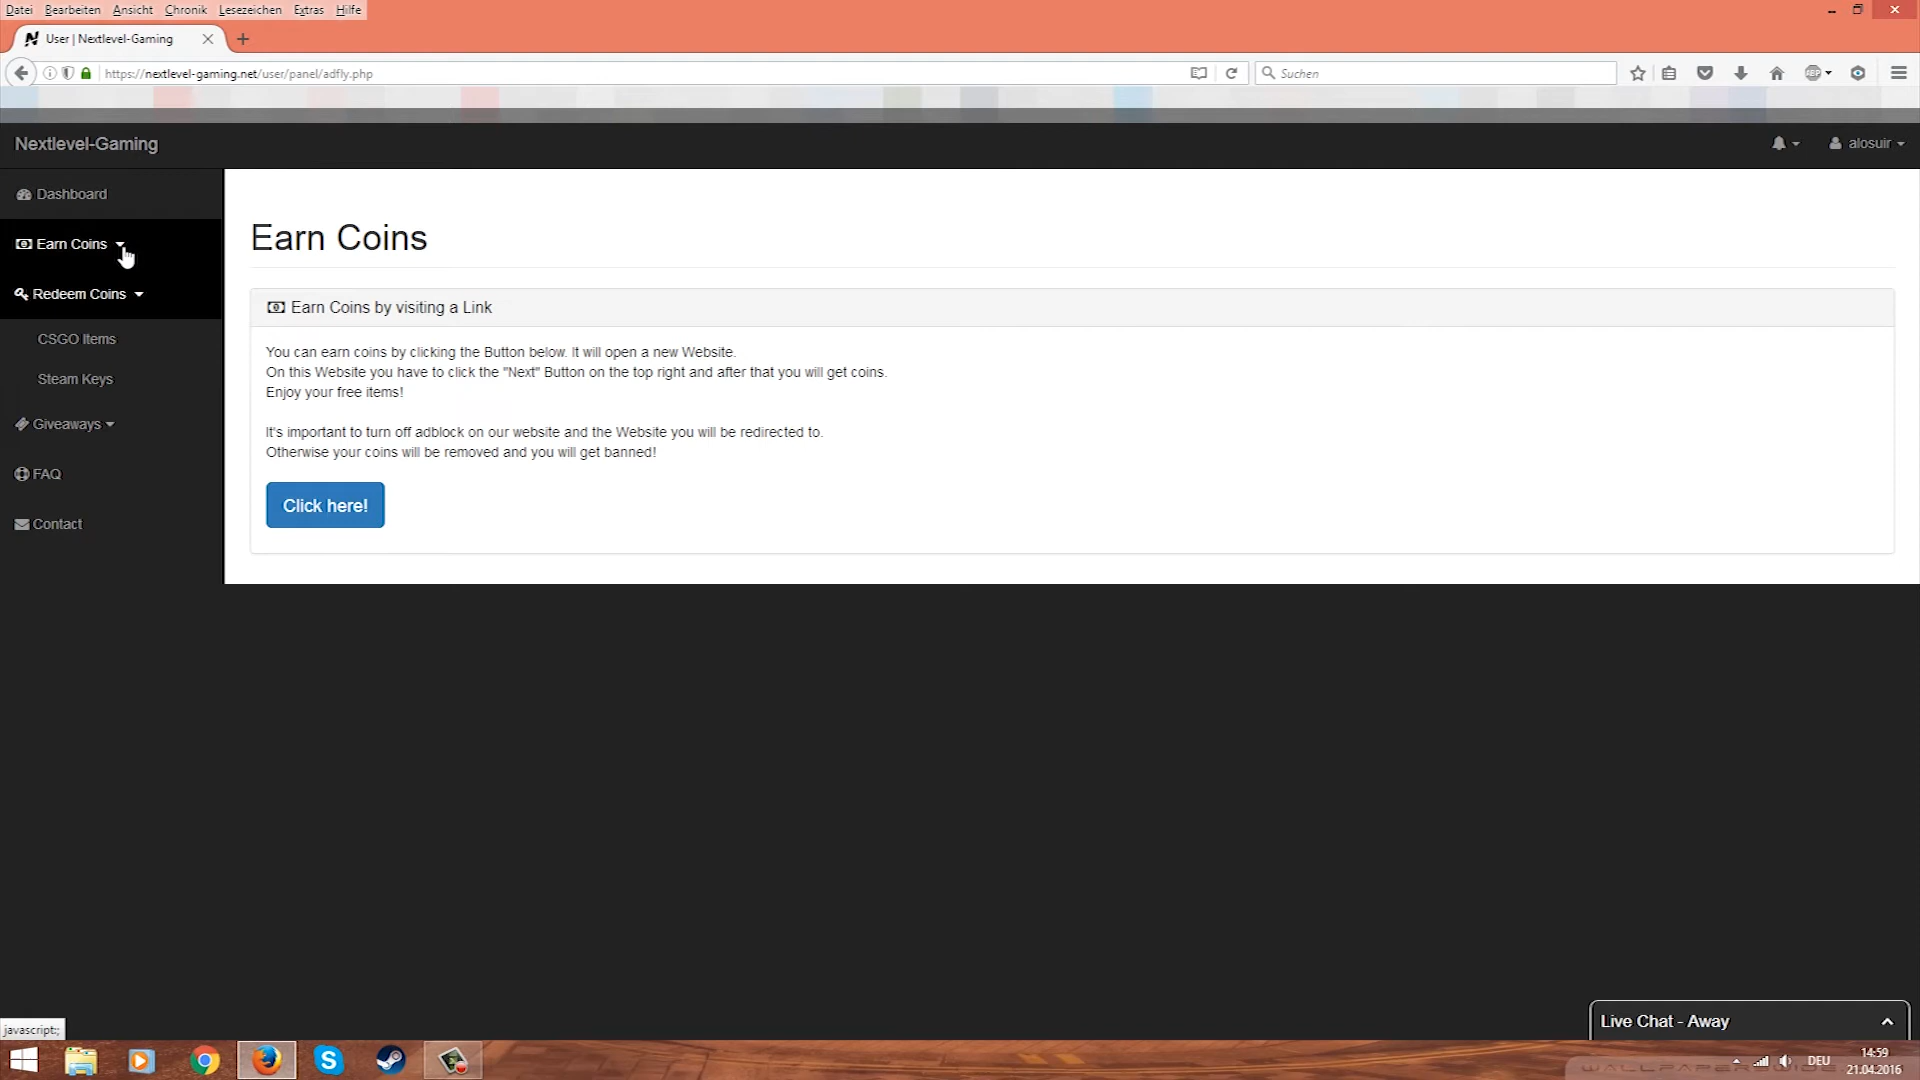 Datei Bearbeiten Ansicht Chronik Lesezeichen Extras Hilfe
User | Nextlevel-Gaming
https://nextlevel-gaming.net/user/panel/adfly.php
Suchen
ABP
Nextlevel-Gaming
alosuir
Dashboard
Earn Coins
Redeem Coins
CSGO Items
Steam Keys
Giveaways
FAQ
Contact
Earn Coins
Earn Coins by visiting a Link
You can earn coins by clicking the Button below. It will open a new Website.
On this Website you have to click the "Next" Button on the top right and after that you will get coins.
Enjoy your free items!
It's important to turn off adblock on our website and the Website you will be redirected to.
Otherwise your coins will be removed and you will get banned!
Click here!
Live Chat - Away
javascript:;
DEU
14:59
21.04.2016